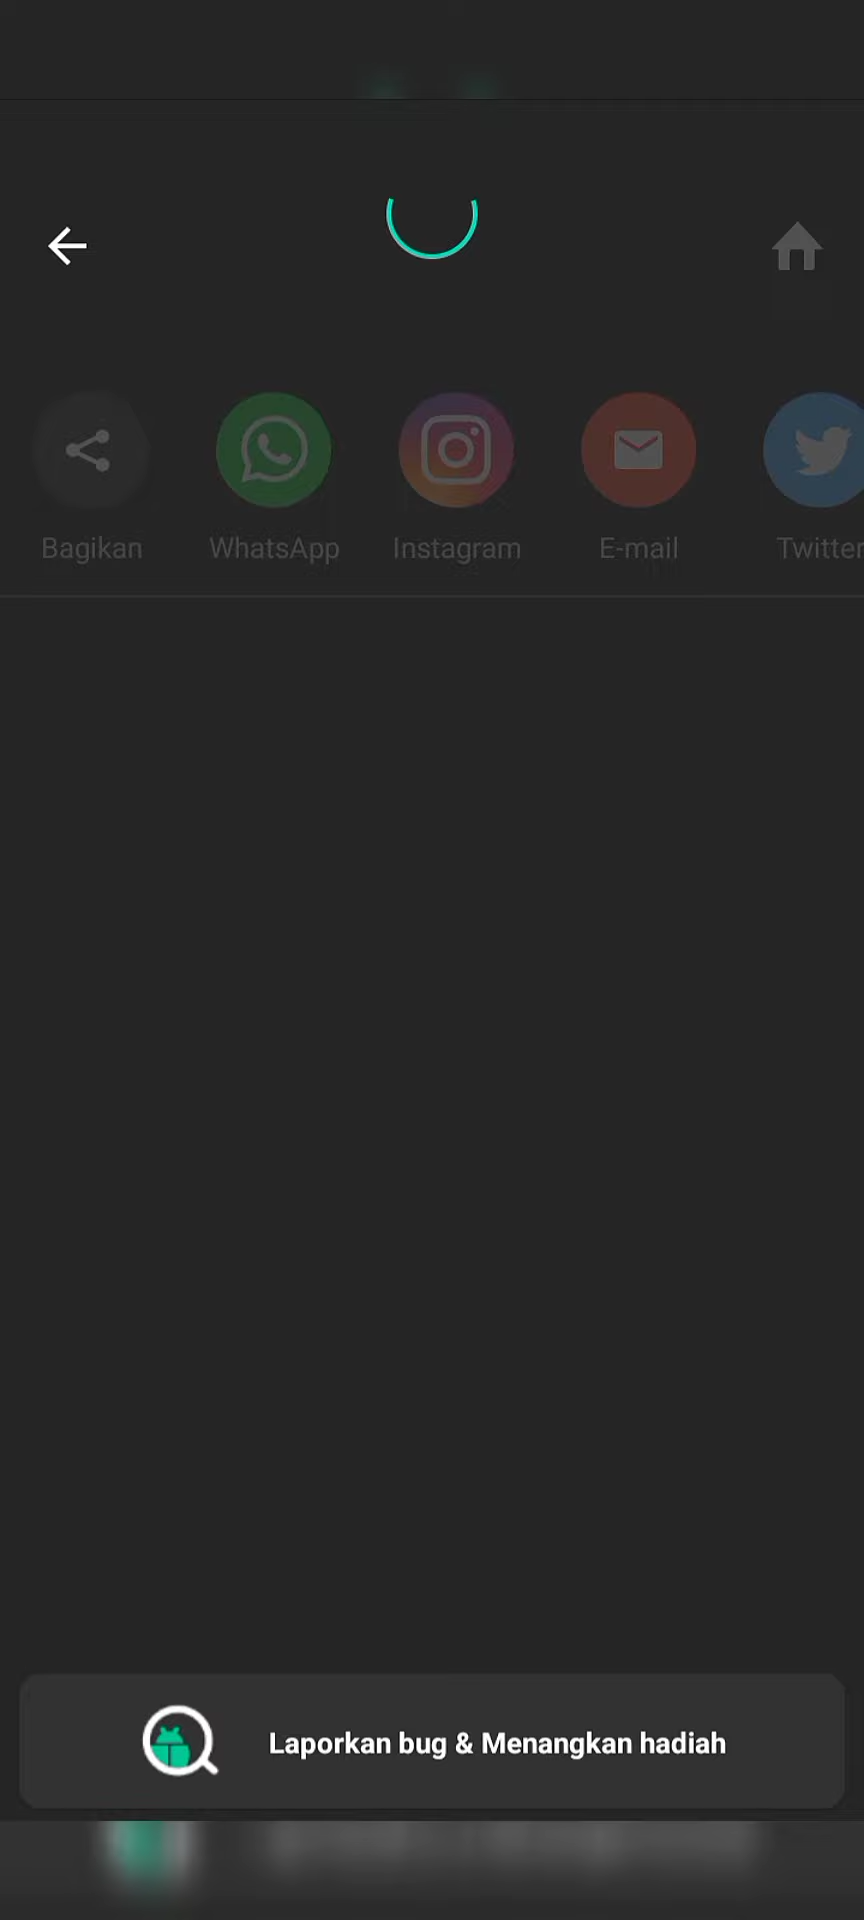 Bagikan
WhatsApp
Instagram
E-mail
Twitter
Laporkan bug & Menangkan hadiah